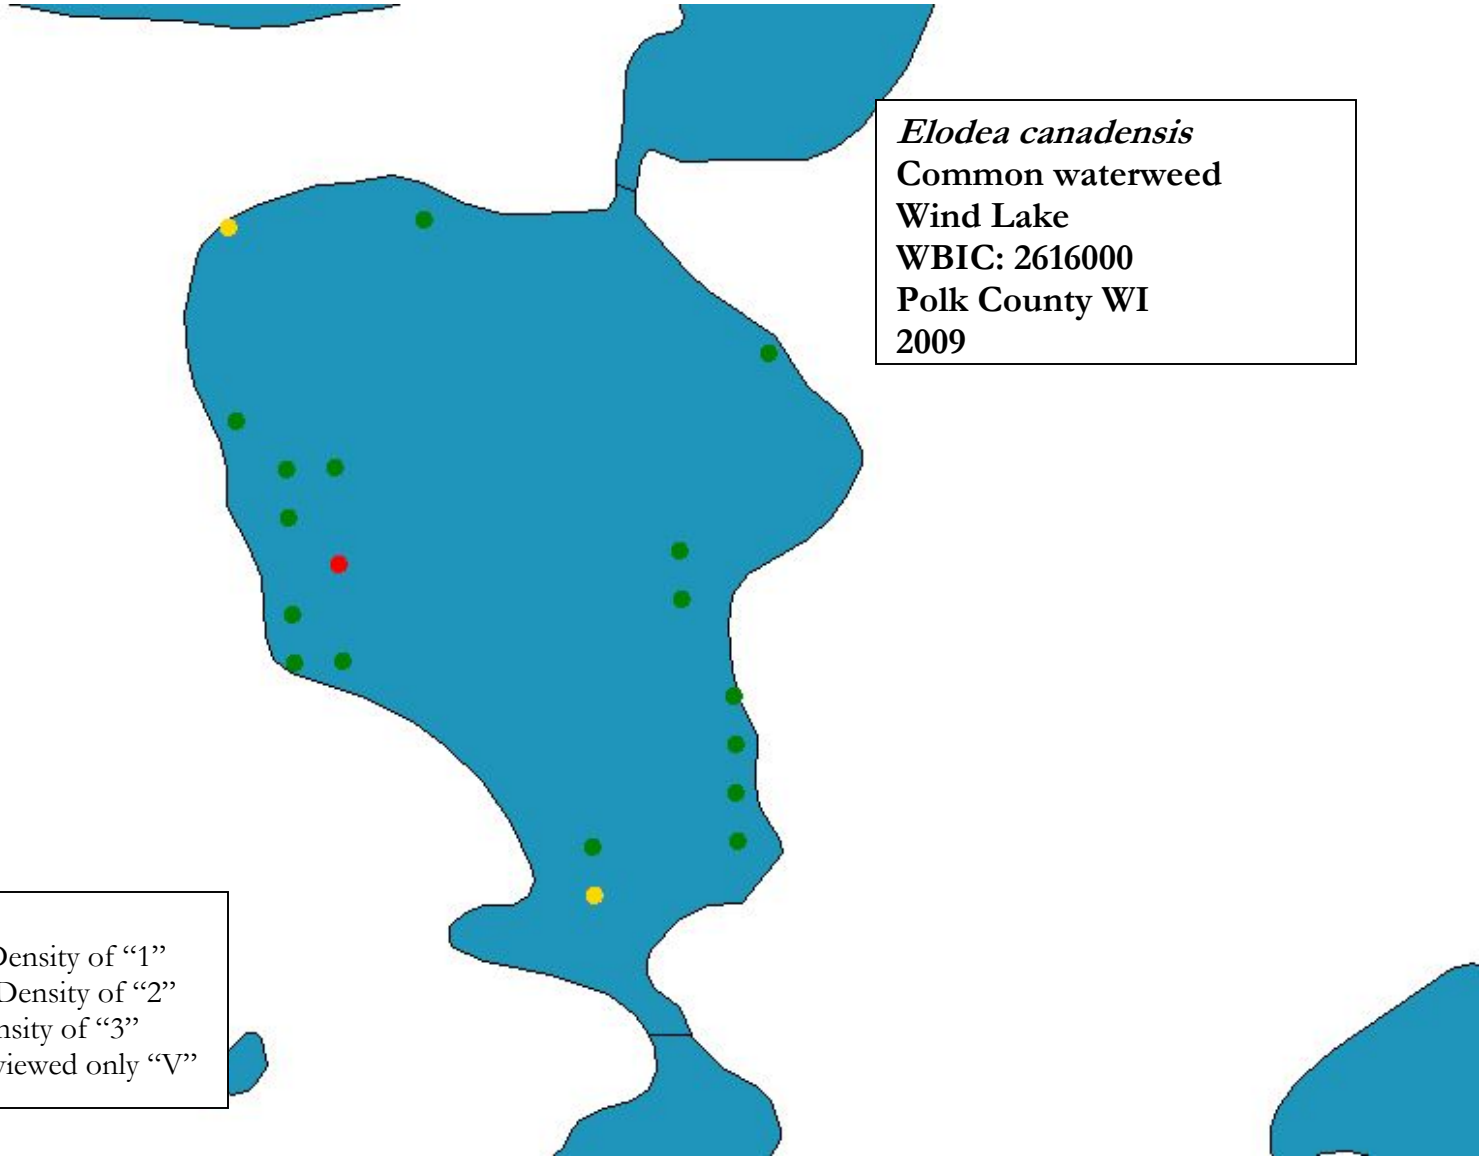 Elodea canadensis
Common waterweed
Wind Lake
WBIC: 2616000
Polk County WI
2009
Density of “1”
Density of “2”
of “3”
viewed only “V”